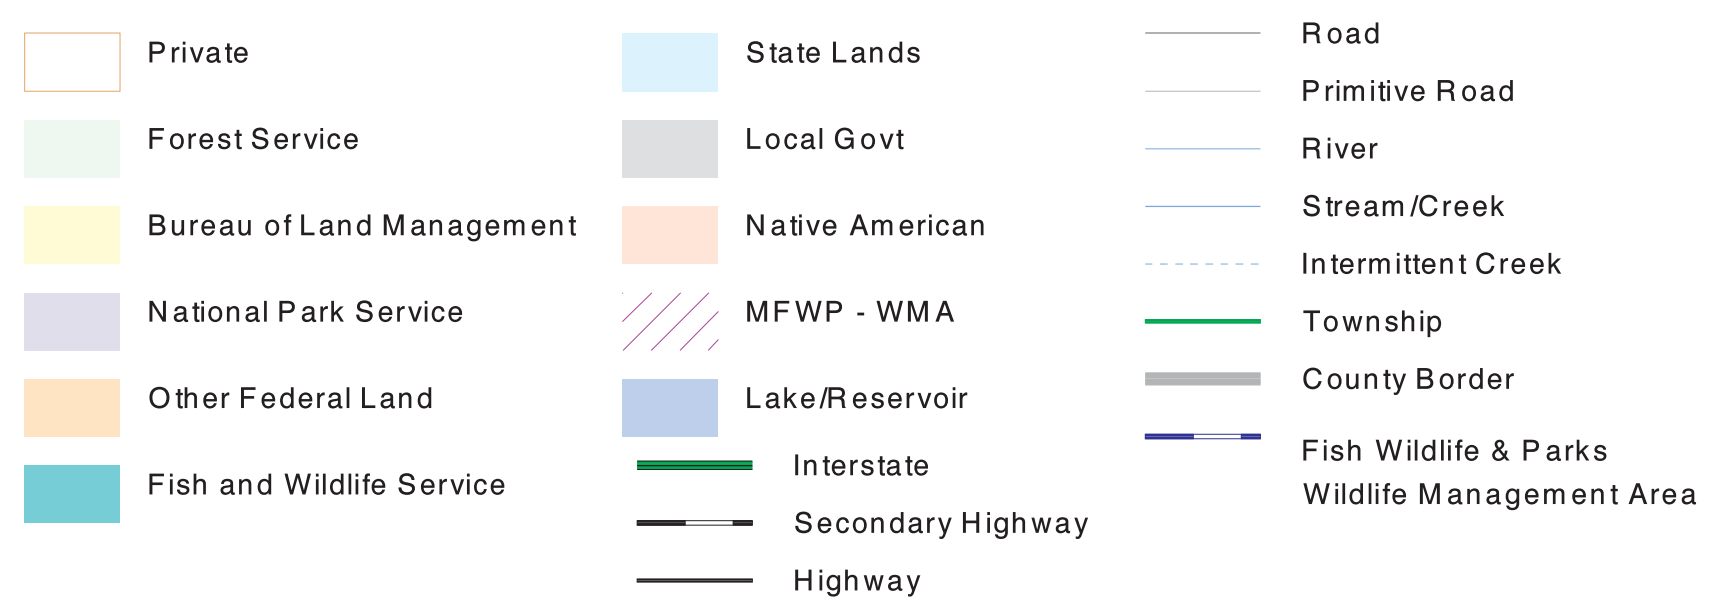 Private
Forest Service
Bureau of Land Management
National Park Service
Other Federal Land
Fish and Wildlife Service
State Lands
Local Govt
Native American
MFWP - WMA
Lake/Reservoir
Interstate
Secondary Highway
Highway
Road
Primitive Road
River
Stream/Creek
Intermittent Creek
Township
County Border
Fish Wildlife & Parks
Wildlife Management Area